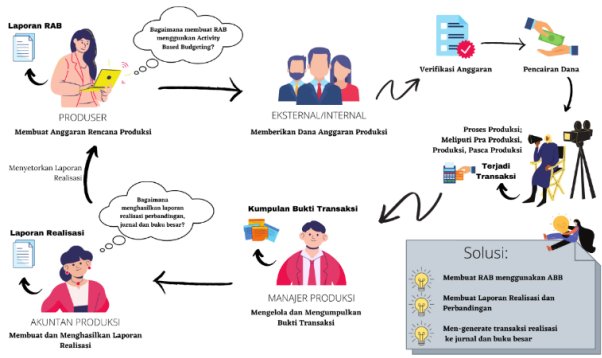 Laporan RAB
Bagaimana membuat RAB
menggunkan Activity
Based Budgeting?
PRODUSER
Membuat Anggaran Rencana Produksi
EKSTERNAL/INTERNAL
Memberikan Dana Anggaran Produksi
Verifikasi Anggaran
Pencairan Dana
Proses Produksi;
Meliputi Pra Produksi,
Produksi, Pasca Produksi
Terjadi
Transaksi
Menyetorkan Laporan
Realisasi
Bagaimana
menghasilkan laporan
realisasi perbandingan,
jurnal dan buku besar?
Laporan Realisasi
AKUNTAN PRODUKSI
Membuat dan Menghasilkan Laporan
Realisasi
Kumpulan Bukti Transaksi
MANAJER PRODUKSI
Mengelola dan Mengumpulkan
Bukti Transaksi
Solusi:
Membuat RAB menggunakan ABB
Membuat Laporan Realisasi dan
Perbandingan
Men-generate transaksi realisasi
ke jurnal dan buku besar